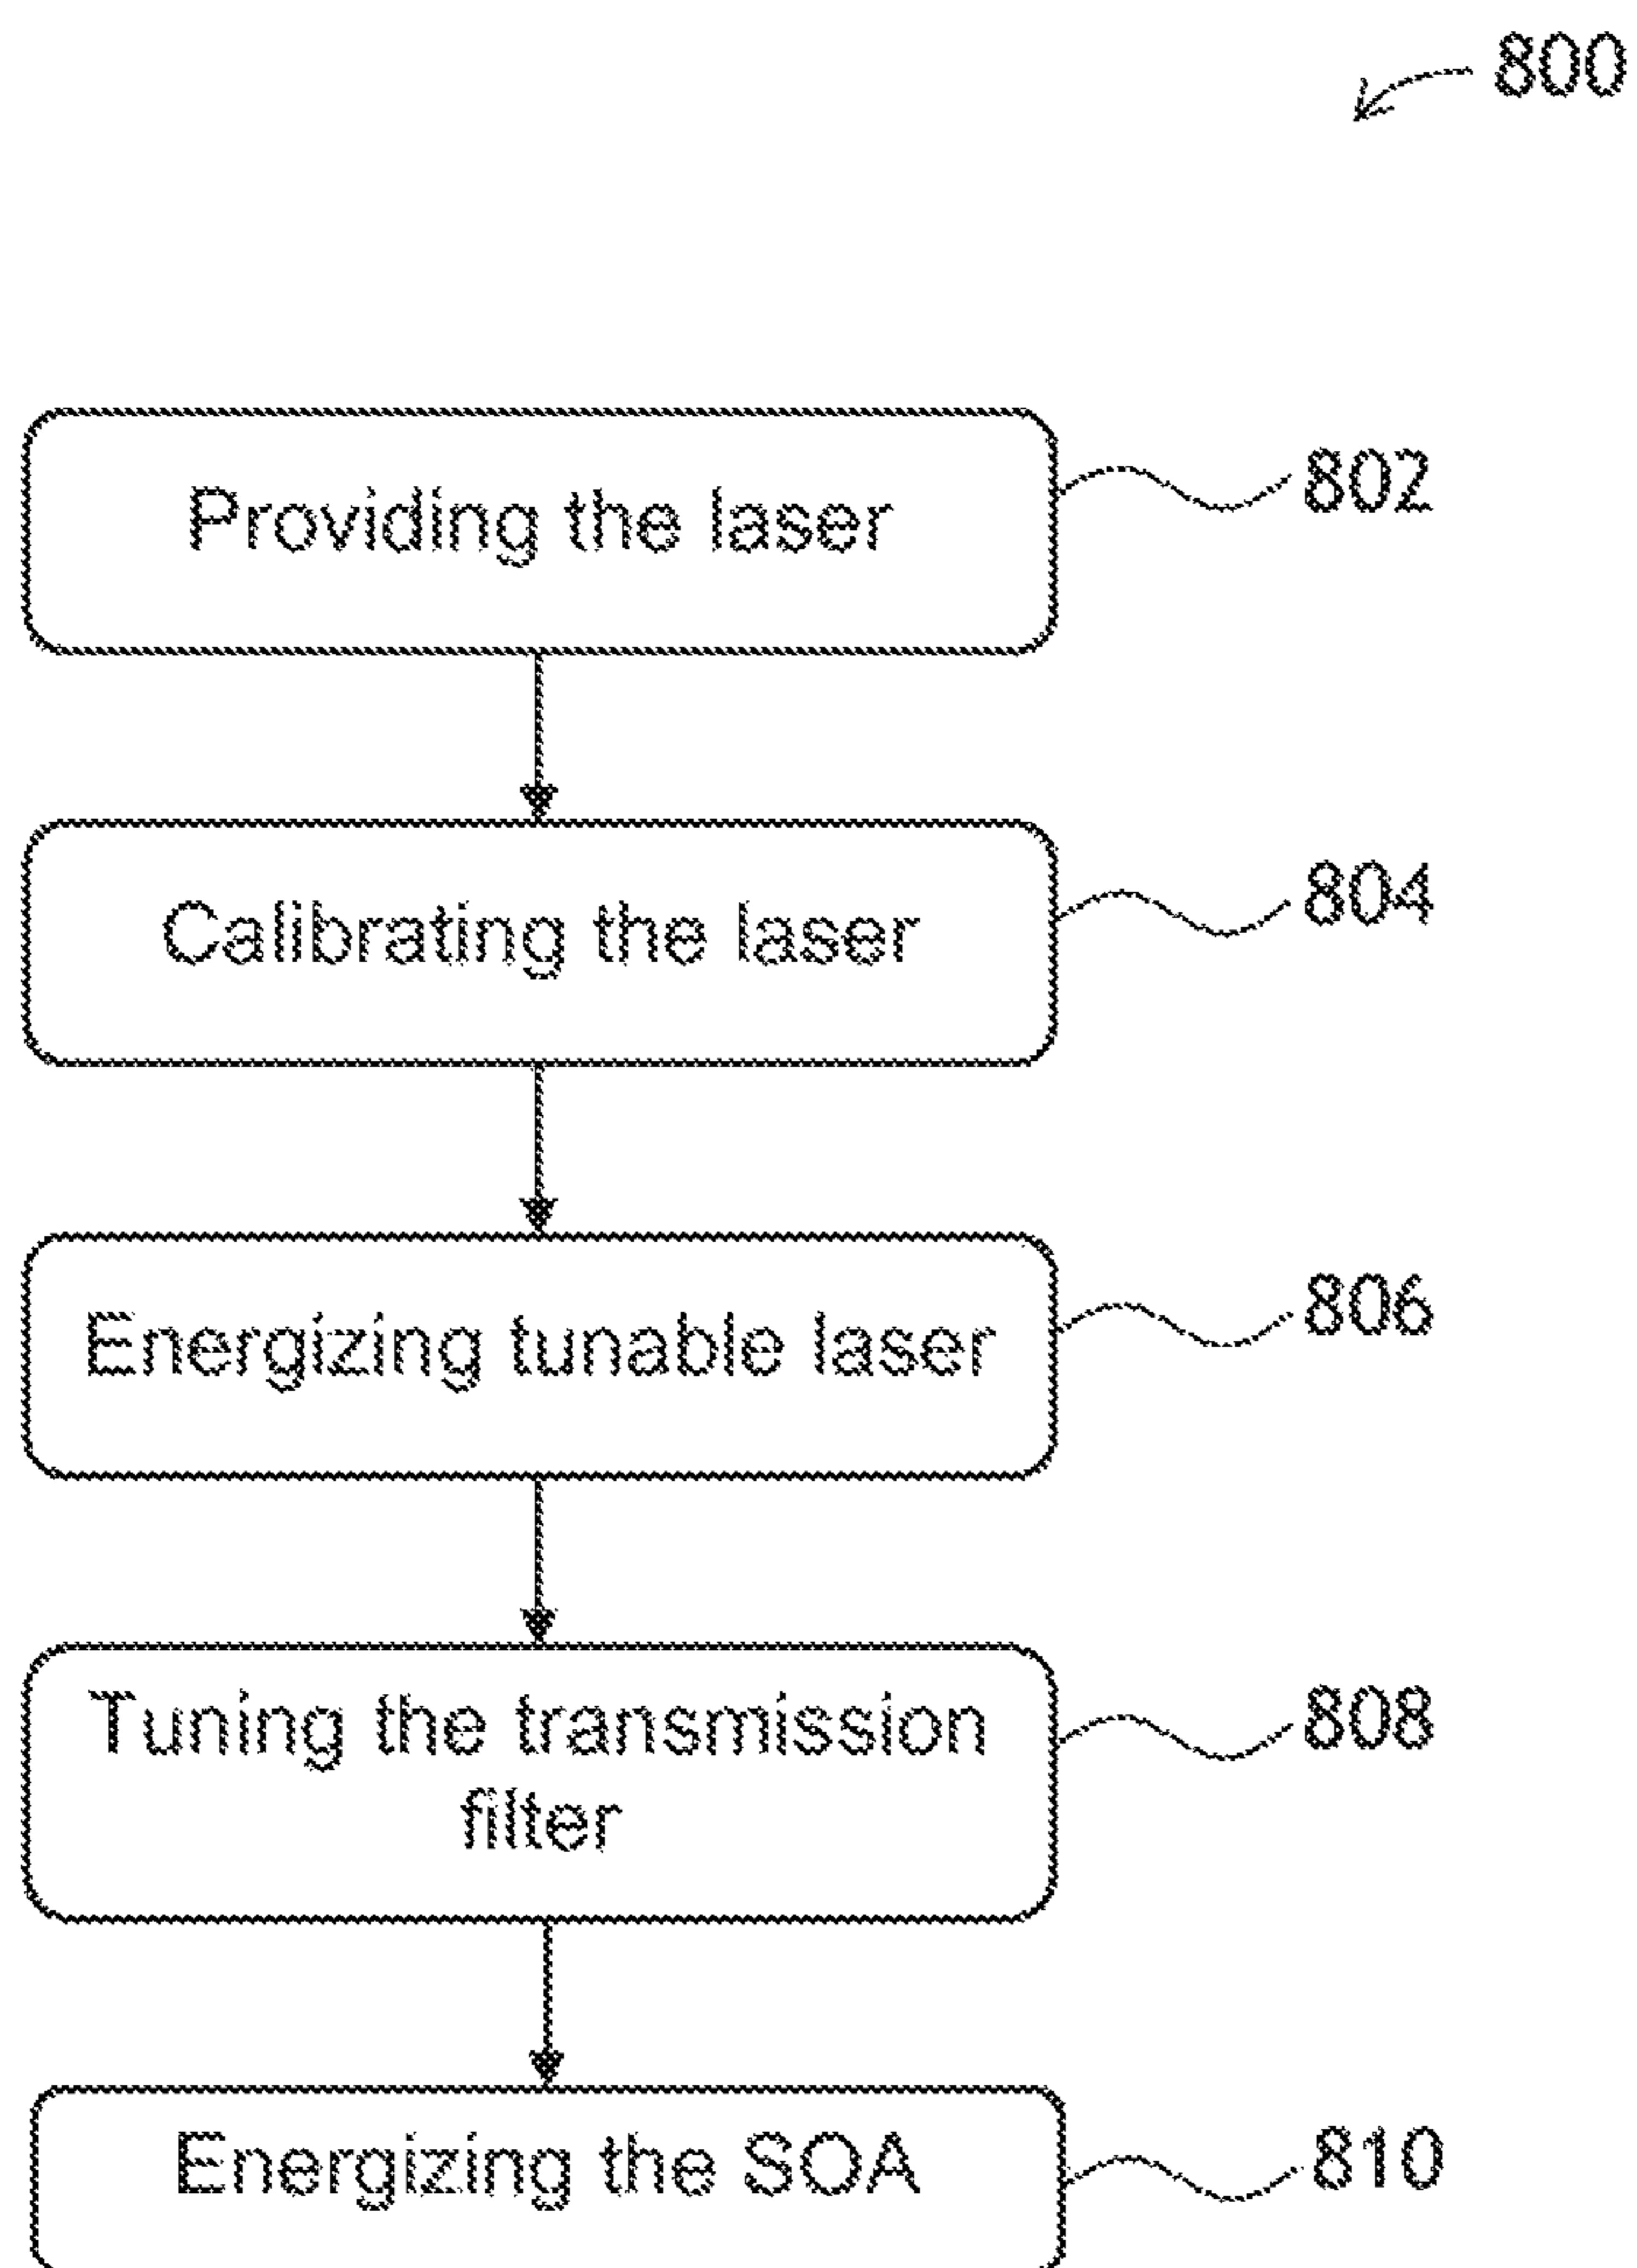 800
Providing the laser
802
Calibrating the laser
804
Energizing tunable laser
806
Tuning the transmission
filter
808
Energizing the SOA
810